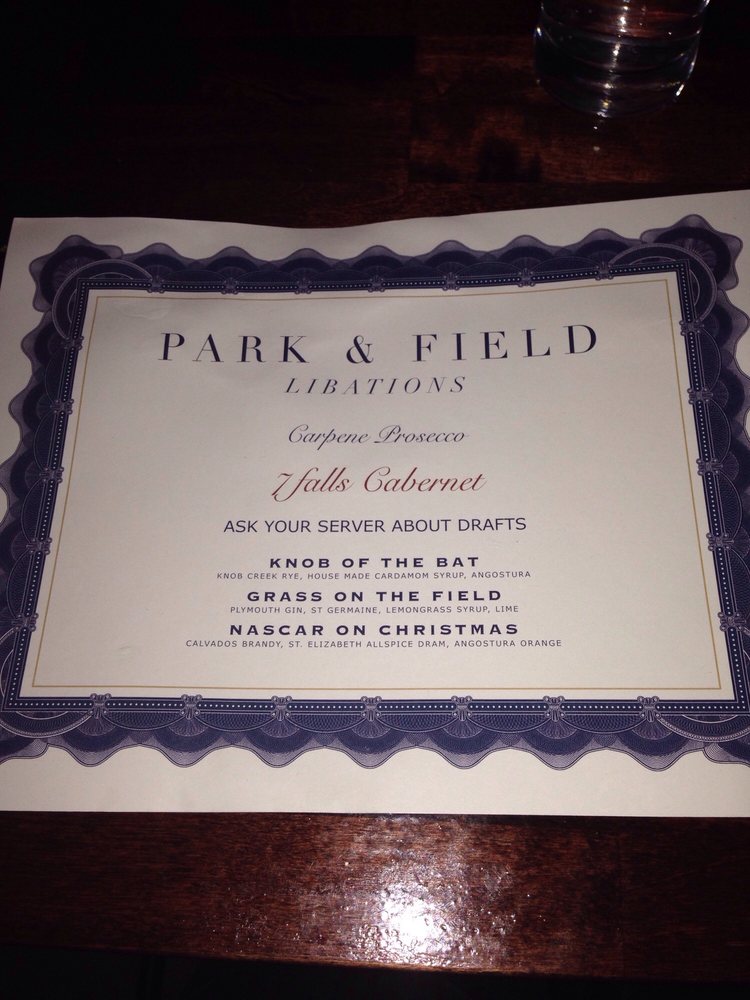 PARK & FIELD
LIBATIONS
Carpene Prosecco
7 falls Cabernet
ASK YOUR SERVER ABOUT DRAFTS
KNOB OF THE BAT
KNOB CREEK RYE, HOUSE MADE CARDAMOM SYRUP, ANGOSTURA
GRASS ON THE FIELD
PLYMOUTH GIN, ST GERMAINE, LEMONGRASS SYRUP, LIME
NASCAR ON CHRISTMAS
CALVADOS BRANDY, ST. ELIZABETH ALLSPICE DRAM, ANGOSTURA ORANGE